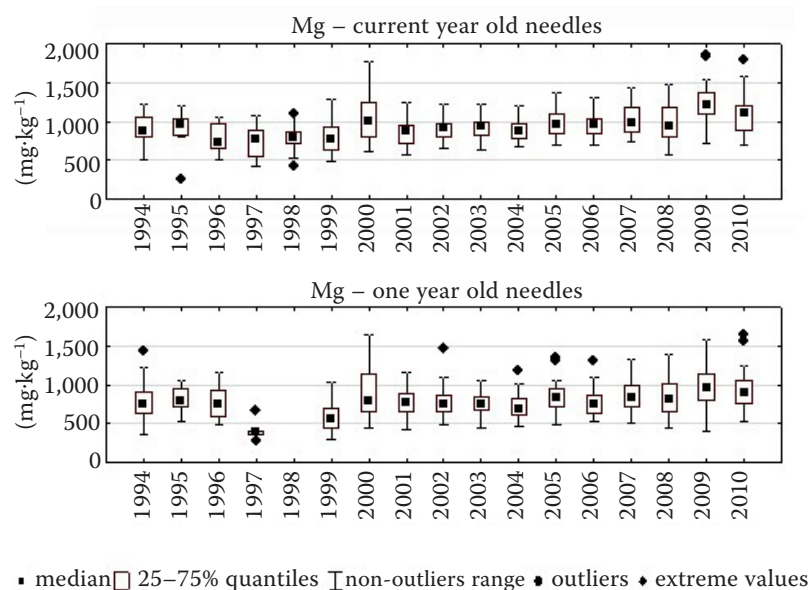 Mg – current year old needles
2,000
1,500
1,000
500
0
(mg·kg⁻¹)
1994 1995 1996 1997 1998 1999 2000 2001 2002 2003 2004 2005 2006 2007 2008 2009 2010
Mg – one year old needles
2,000
1,500
1,000
500
0
(mg·kg⁻¹)
1994 1995 1996 1997 1998 1999 2000 2001 2002 2003 2004 2005 2006 2007 2008 2009 2010
median 25–75% quantiles non-outliers range outliers extreme values